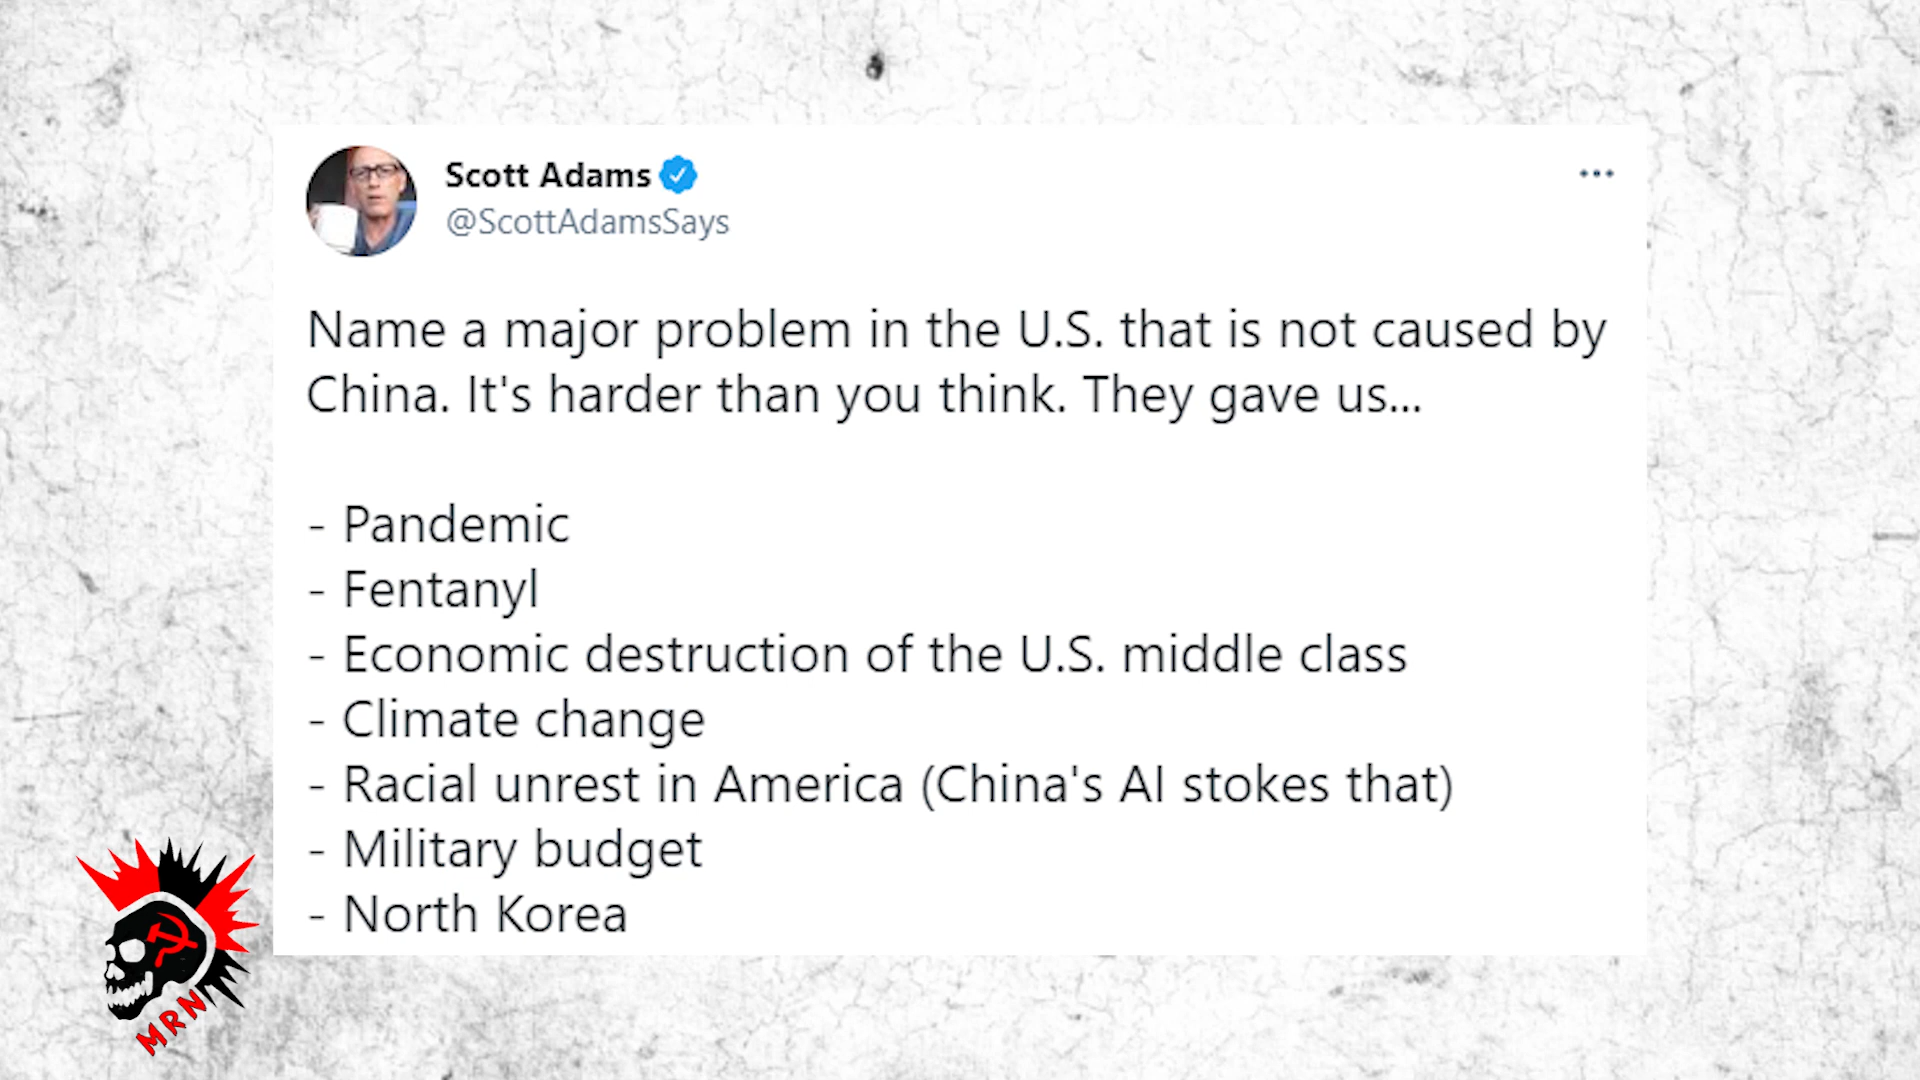 Scott Adams
@ScottAdamsSays
Name a major problem in the U.S. that is not caused by
China. It's harder than you think. They gave us...
- Pandemic
- Fentanyl
- Economic destruction of the U.S. middle class
- Climate change
- Racial unrest in America (China's AI stokes that)
- Military budget
- North Korea
MRN